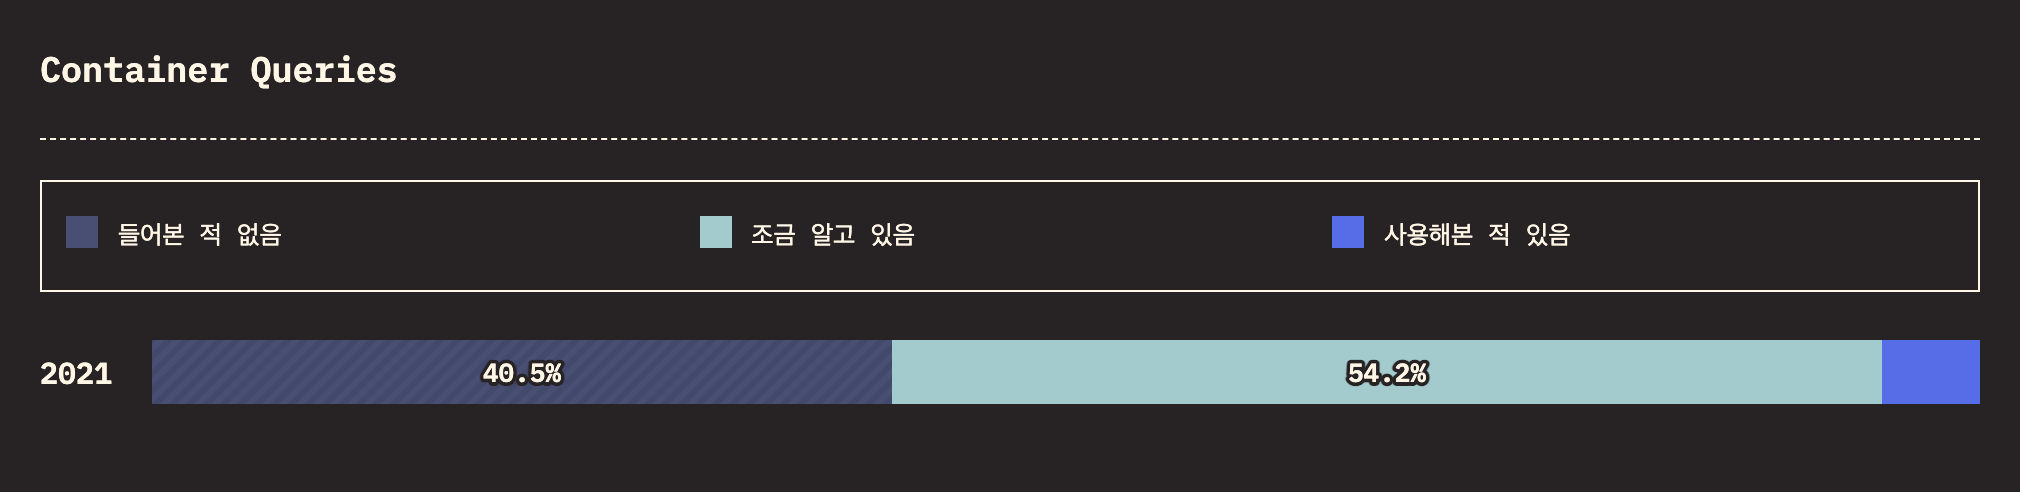 Container Queries
들어본 적 없음
조금 알고 있음
사용해본 적 있음
2021
40.5%
54.2%